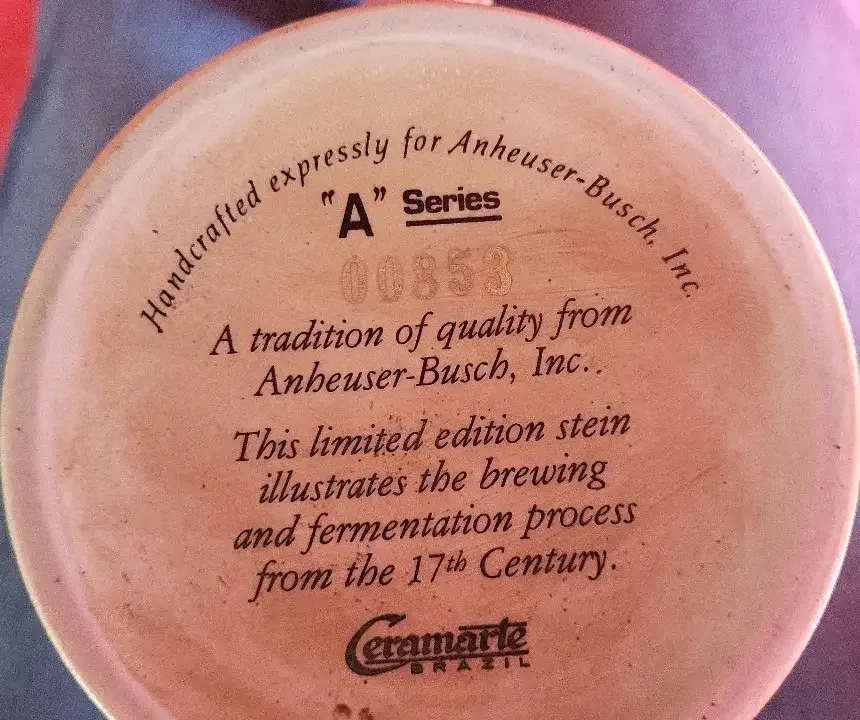 Handcrafted expressly for Anheuser-Busch, Inc.
"A" Series
00853
A tradition of quality from
Anheuser-Busch, Inc..
This limited edition stein
illustrates the brewing
and fermentation process
from the 17th Century.
Ceramarte
BRAZIL